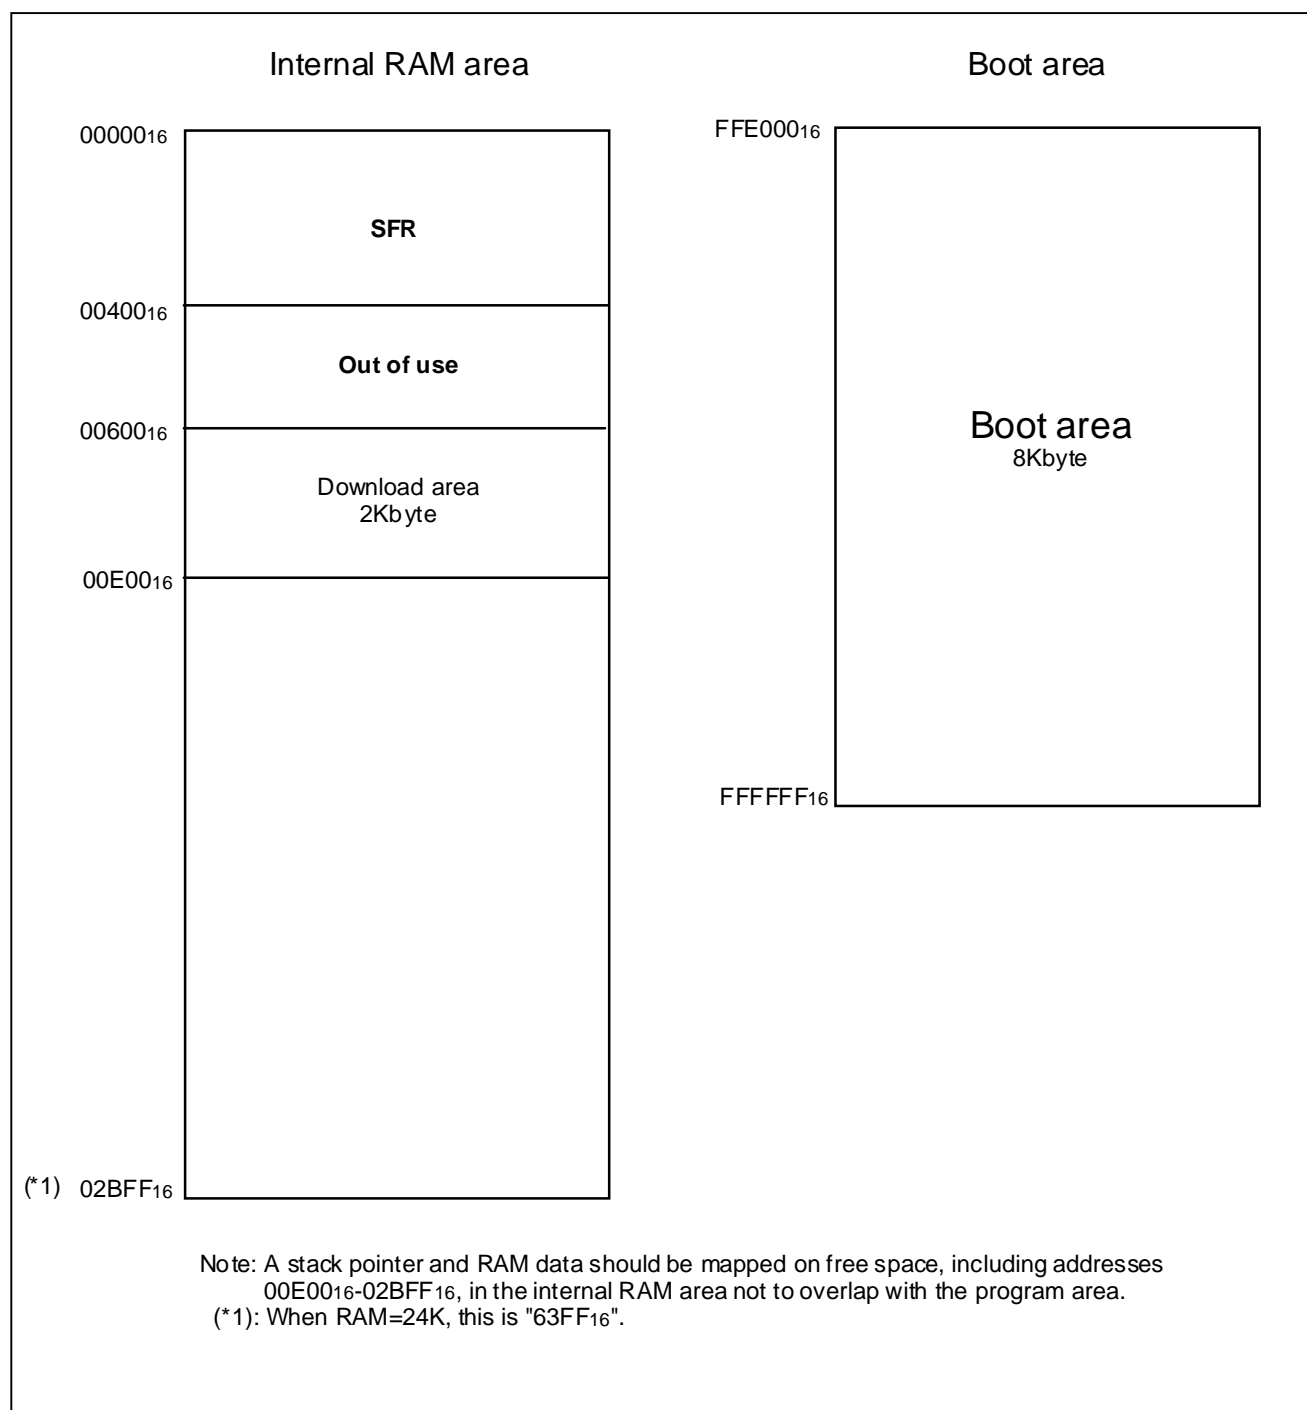 Internal RAM area
0000016
SFR
0040016
Out of use
0060016
Download area
2Kbyte
00E0016
(*1) 02BFF16
Boot area
FFE00016
Boot area
8Kbyte
FFFFFF16
Note: A stack pointer and RAM data should be mapped on free space, including addresses
00E0016-02BFF16, in the internal RAM area not to overlap with the program area.
(*1): When RAM=24K, this is "63FF16".